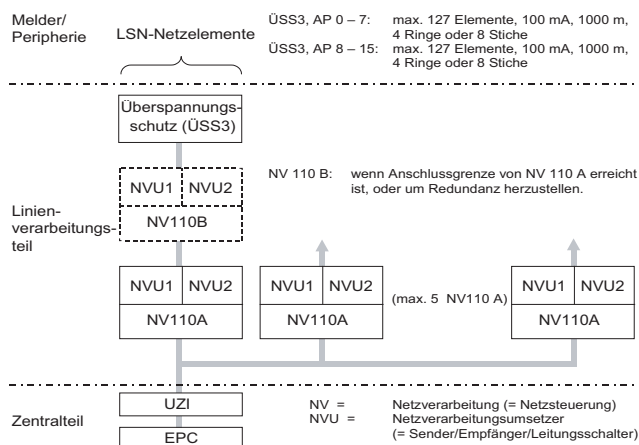 Melder/
Peripherie
LSN-Netzelemente
ÜSS3, AP 0 – 7: max. 127 Elemente, 100 mA, 1000 m,
4 Ringe oder 8 Stiche
ÜSS3, AP 8 – 15: max. 127 Elemente, 100 mA, 1000 m,
4 Ringe oder 8 Stiche
Überspannungs-
schutz (ÜSS3)
NV 110 B: wenn Anschlussgrenze von NV 110 A erreicht
ist, oder um Redundanz herzustellen.
NVU1 NVU2
NV110B
Linien-
verarbeitungs-
teil
NVU1 NVU2
NV110A
NVU1 NVU2
NV110A
(max. 5 NV110 A)
NVU1 NVU2
NV110A
Zentralteil
UZI
EPC
NV = Netzverarbeitung (= Netzsteuerung)
NVU = Netzverarbeitungsumsetzer
(= Sender/Empfänger/Leitungsschalter)